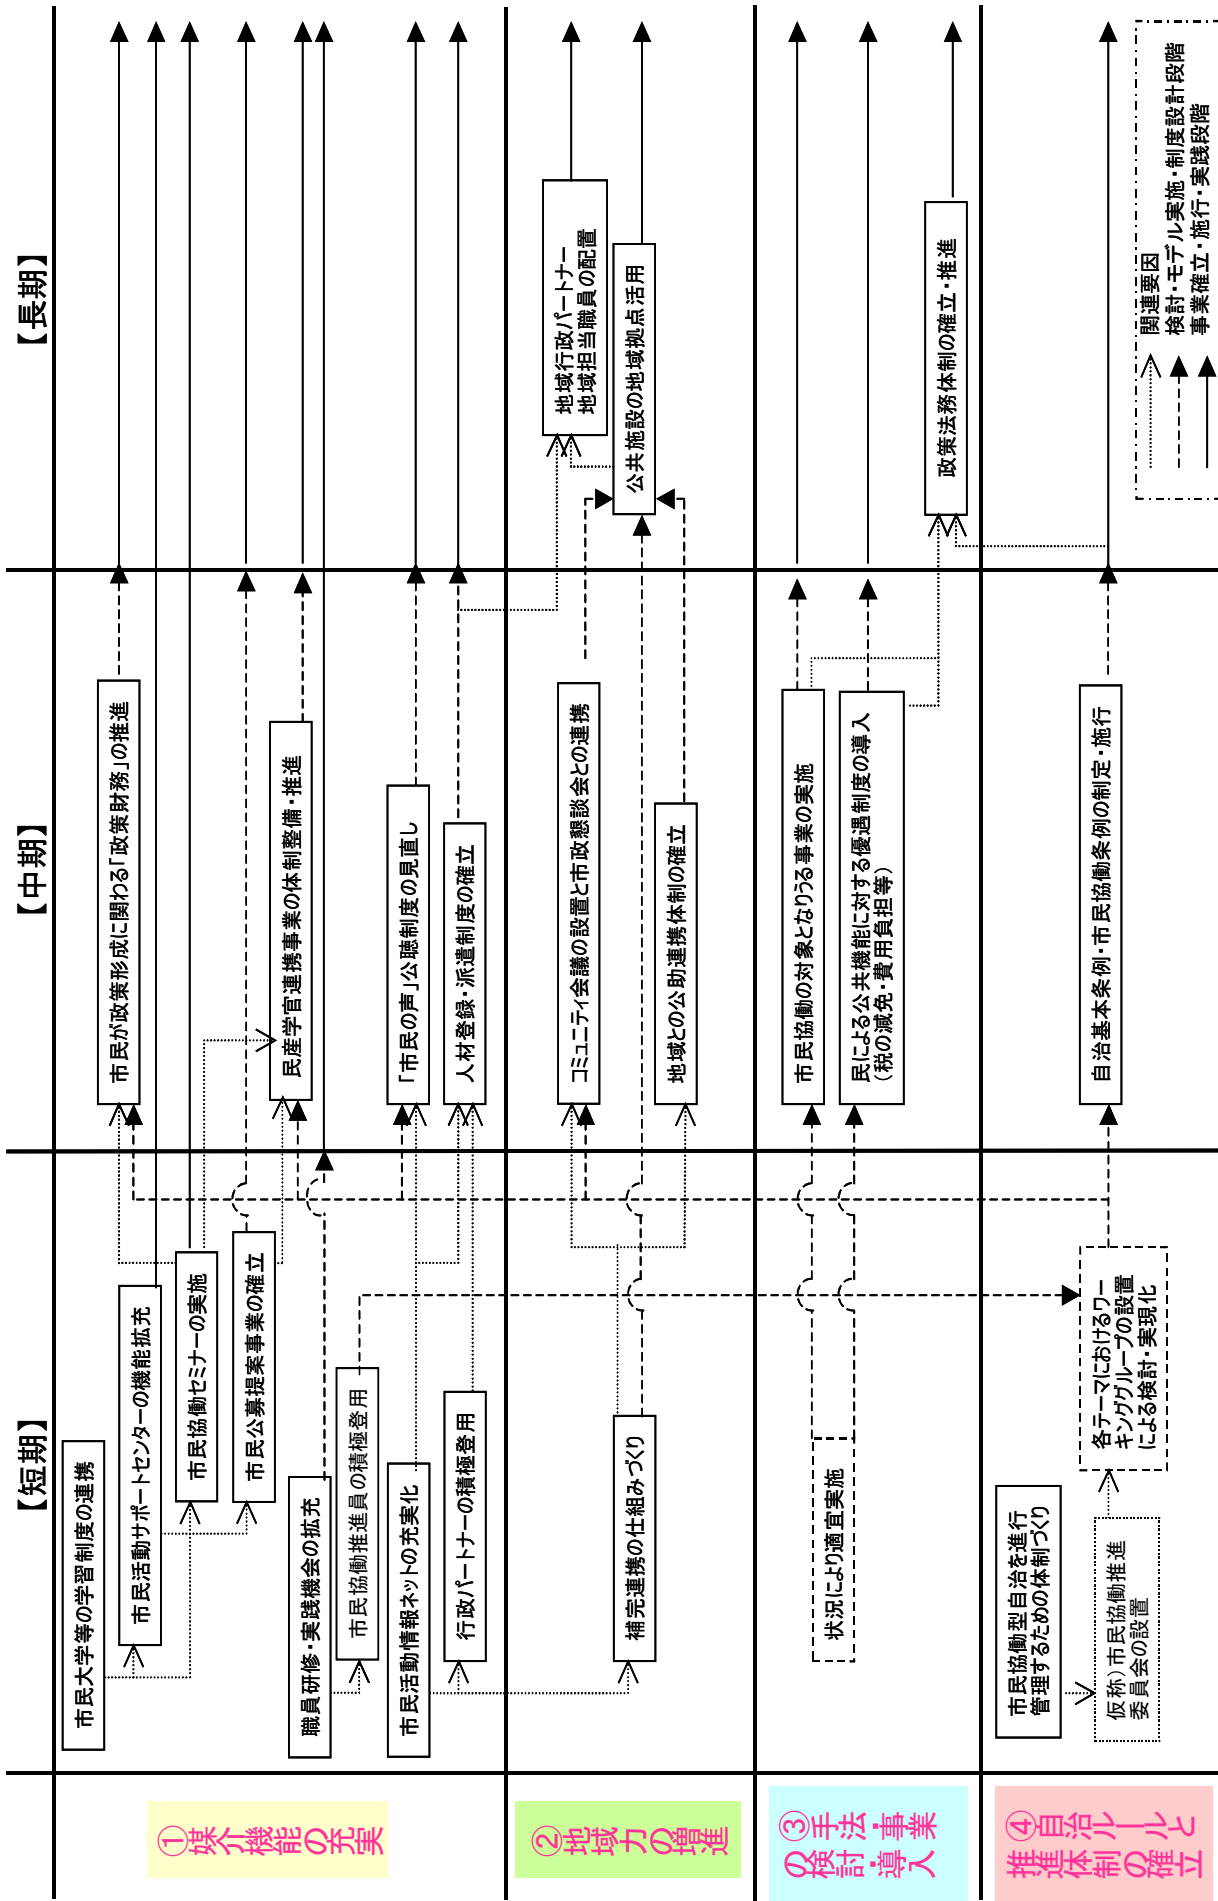 【短期】
【中期】
【長期】
①媒介機能の充実
市民大学等の学習制度の連携
市民活動サポートセンターの機能拡充
市民協働セミナーの実施
市民公募提案事業の確立
職員研修・実践機会の拡充
市民協働推進員の積極登用
市民活動情報ネットの充実化
行政パートナーの積極登用
市民が政策形成に関わる「政策財務」の推進
民産学官連携事業の体制整備・推進
「市民の声」公聴制度の見直し
人材登録・派遣制度の確立
②地域力の増進
補完連携の仕組みづくり
コミュニティ会議の設置と市政懇談会との連携
地域との公助連携体制の確立
地域行政パートナー
地域担当職員の配置
公共施設の地域拠点活用
③手法・事業
の検討・導
入
状況により適宜実施
市民協働の対象となりうる事業の実施
民による公共機能に対する優遇制度の導入
（税の減免・費用負担等）
政策法務体制の確立・推進
④自治ルールと
推進体制の確立
市民協働型自治を進行
管理するための体制づくり
仮称）市民協働推進
委員会の設置
各テーマにおけるワー
キンググループの設置
による検討・実現化
自治基本条例・市民協働条例の制定・施行
関連要因
検討・モデル実施・制度設計段階
事業確立・施行・実践段階